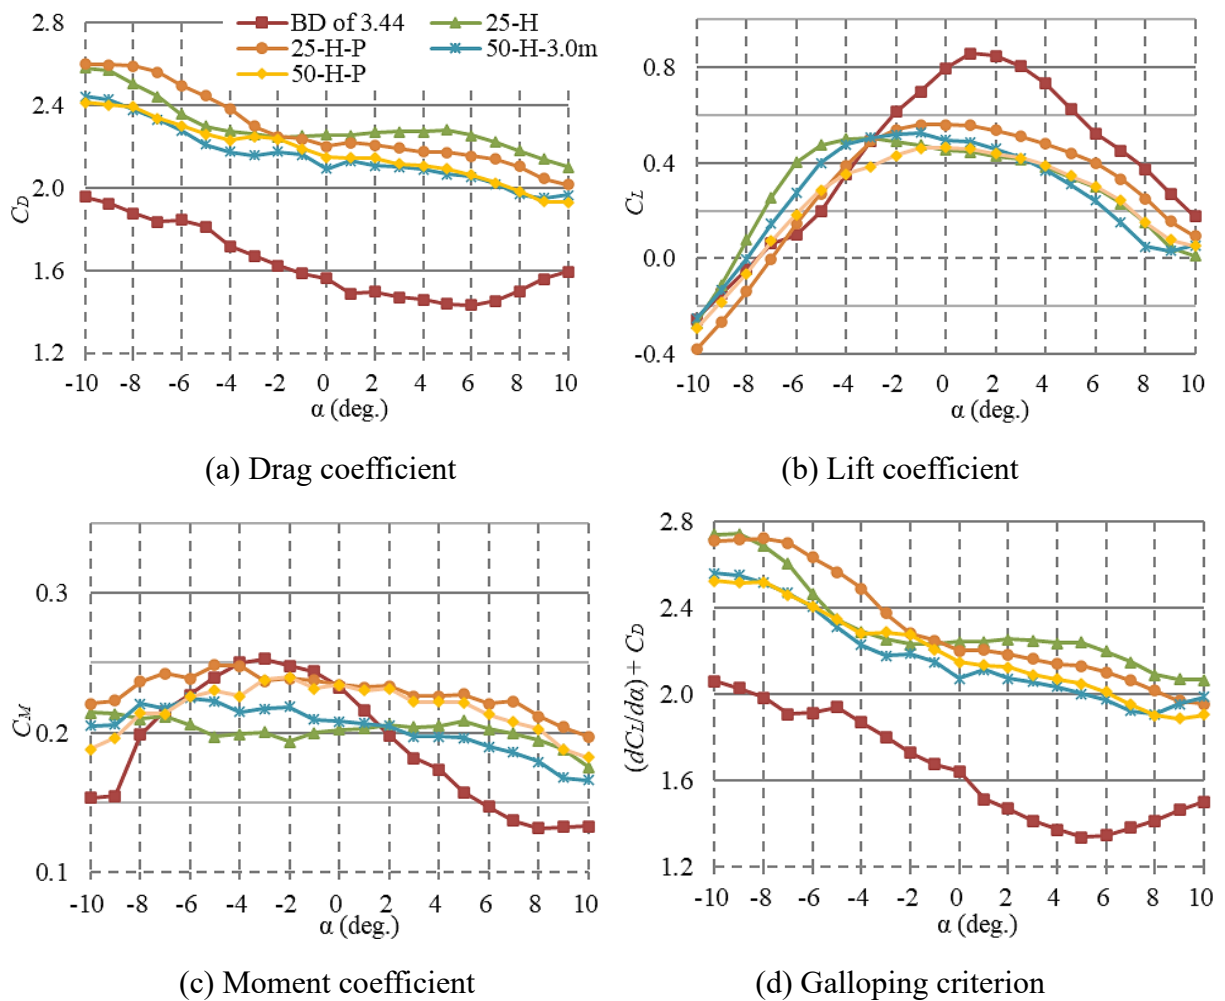 BD of 3.44
25-H
25-H-P
50-H-3.0m
50-H-P
2.8
2.4
2.0
1.6
1.2
C_D
-10 -8 -6 -4 -2 0 2 4 6 8 10
α (deg.)
(a) Drag coefficient
0.8
0.4
0.0
-0.4
C_L
-10 -8 -6 -4 -2 0 2 4 6 8 10
α (deg.)
(b) Lift coefficient
0.3
0.2
0.1
C_M
-10 -8 -6 -4 -2 0 2 4 6 8 10
α (deg.)
(c) Moment coefficient
2.8
2.4
2.0
1.6
1.2
(dC_L/dα) + C_D
-10 -8 -6 -4 -2 0 2 4 6 8 10
α (deg.)
(d) Galloping criterion